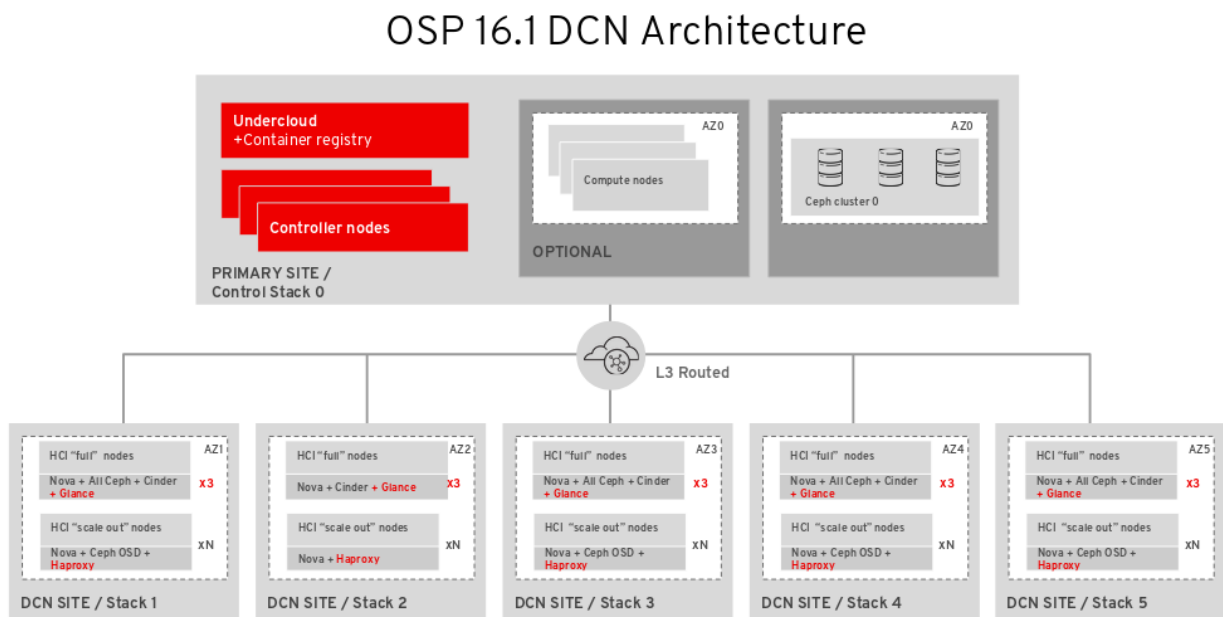 OSP 16.1 DCN Architecture
Undercloud
+Container registry
Controller nodes
PRIMARY SITE /
Control Stack 0
AZ0
Compute nodes
OPTIONAL
AZ0
Ceph cluster 0
L3 Routed
AZ1
HCI "full" nodes
Nova + All Ceph + Cinder
+ Glance
x3
HCI "scale out" nodes
Nova + Ceph OSD +
Haproxy
xN
DCN SITE / Stack 1
AZ2
HCI "full" nodes
Nova + Cinder + Glance
x3
HCI "scale out" nodes
Nova + Haproxy
xN
DCN SITE / Stack 2
AZ3
HCI "full" nodes
Nova + All Ceph + Cinder
+ Glance
x3
HCI "scale out" nodes
Nova + Ceph OSD +
Haproxy
xN
DCN SITE / Stack 3
AZ4
HCI "full" nodes
Nova + All Ceph + Cinder
+ Glance
x3
HCI "scale out" nodes
Nova + Ceph OSD +
Haproxy
xN
DCN SITE / Stack 4
AZ5
HCI "full" nodes
Nova + All Ceph + Cinder
+ Glance
x3
HCI "scale out" nodes
Nova + Ceph OSD +
Haproxy
xN
DCN SITE / Stack 5